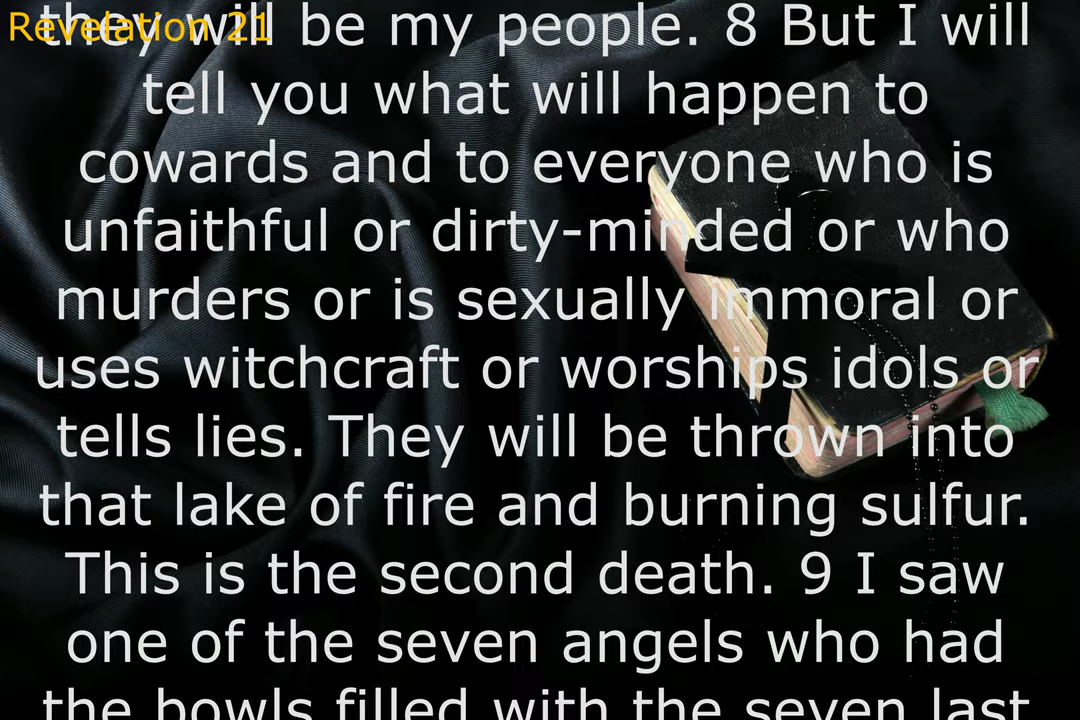 Revelation 21
they will be my people. 8 But I will
tell you what will happen to
cowards and to everyone who is
unfaithful or dirty-minded or who
murders or is sexually immoral or
uses witchcraft or worships idols or
tells lies. They will be thrown into
that lake of fire and burning sulfur.
This is the second death. 9 I saw
one of the seven angels who had
the bowls filled with the seven last